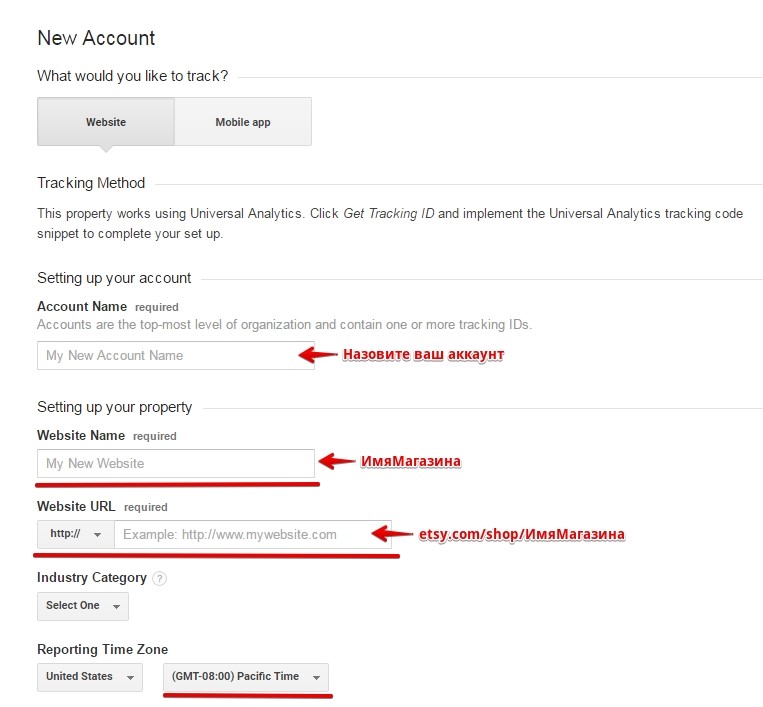 New Account
What would you like to track?
Website Mobile app
Tracking Method
This property works using Universal Analytics. Click Get Tracking ID and implement the Universal Analytics tracking code
snippet to complete your set up.
Setting up your account
Account Name required
Accounts are the top-most level of organization and contain one or more tracking IDs.
My New Account Name Назовите ваш аккаунт
Setting up your property
Website Name required
My New Website ИмяМагазина
Website URL required
http:// Example: http://www.mywebsite.com etsy.com/shop/ИмяМагазина
Industry Category ?
Select One
Reporting Time Zone
United States (GMT-08:00) Pacific Time